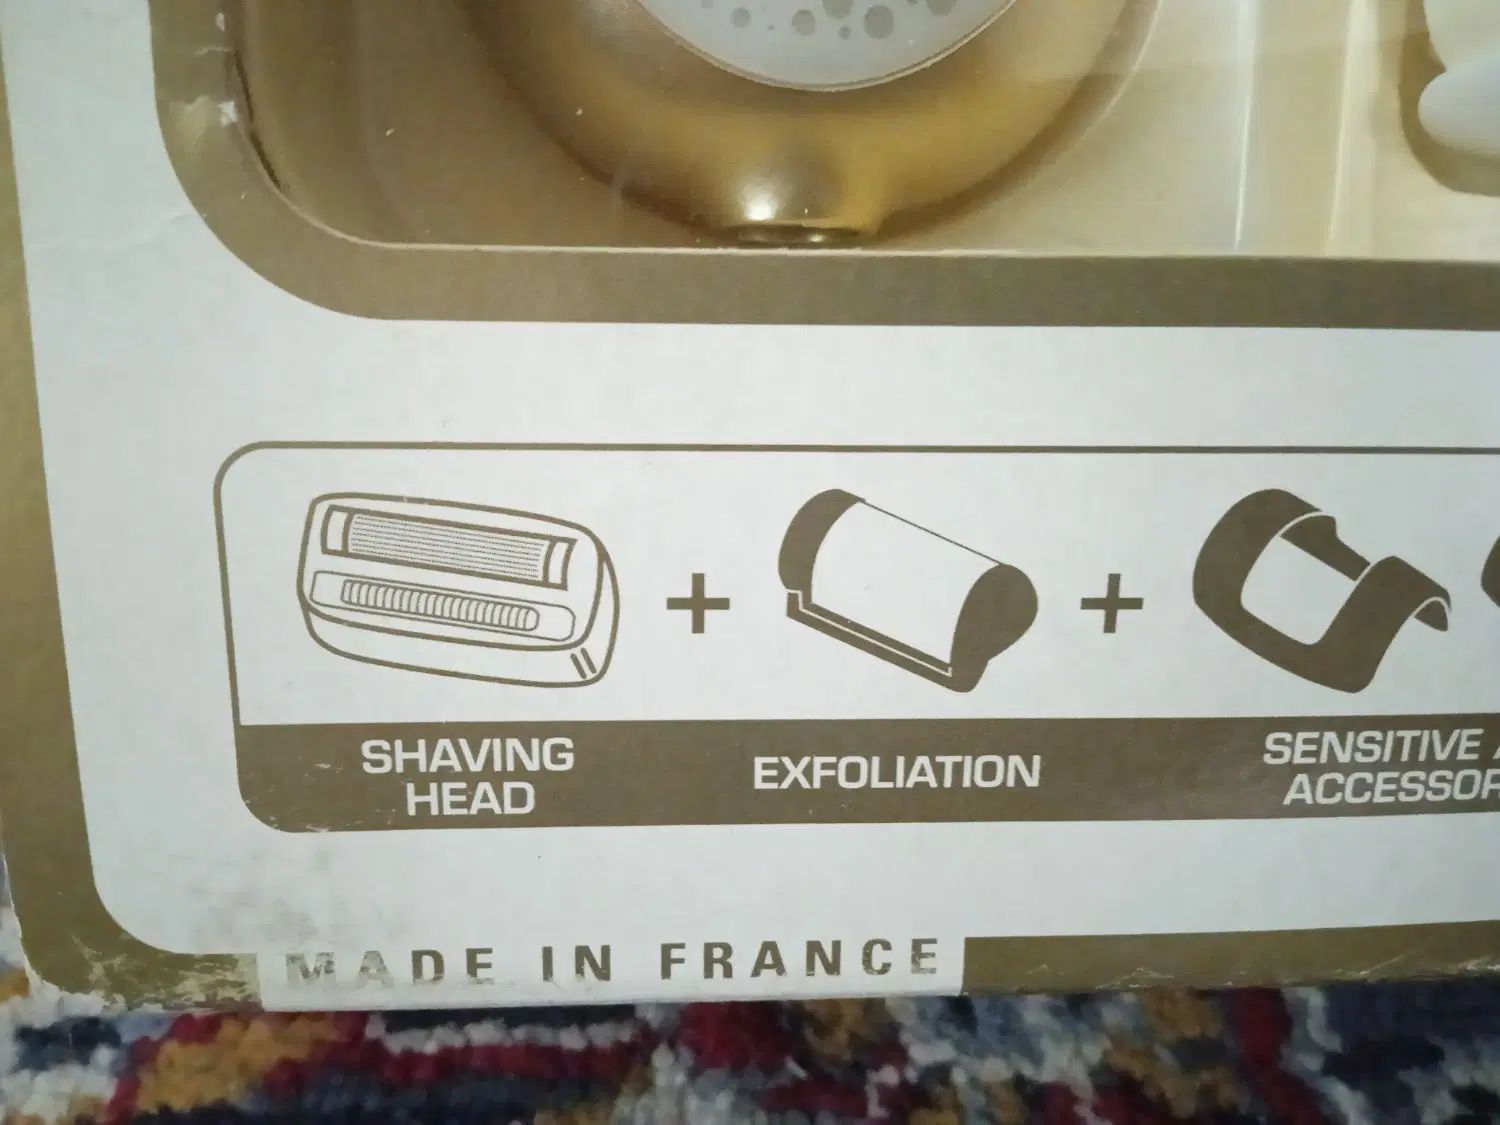 SHAVING
HEAD
+
EXFOLIATION
+
SENSITIVE
MADE IN FRANCE